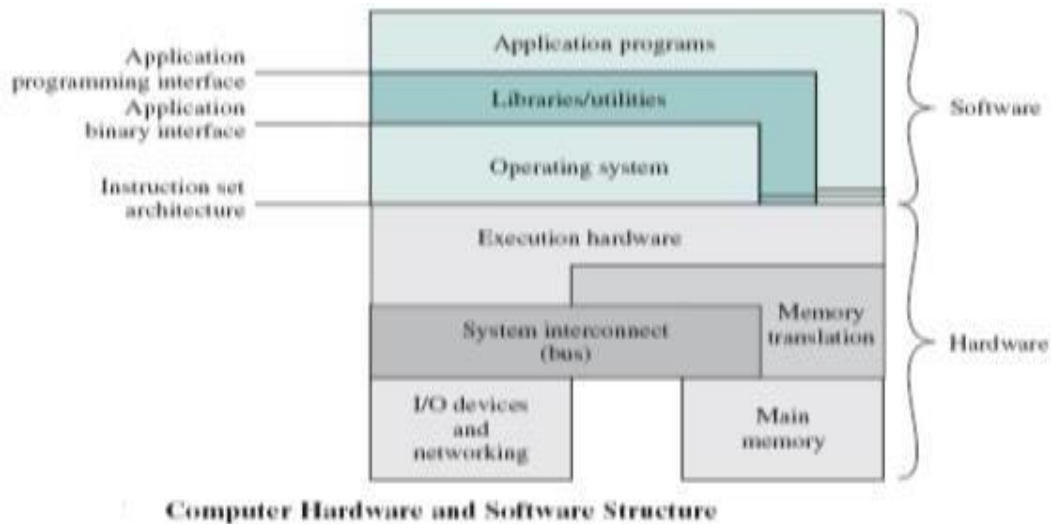 Application programs
Application
programming interface
Libraries/utilities
Software
Application
binary interface
Operating system
Instruction set
architecture
Execution hardware
Memory
translation
System interconnect
(bus)
Hardware
I/O devices
and
networking
Main
memory
Computer Hardware and Software Structure